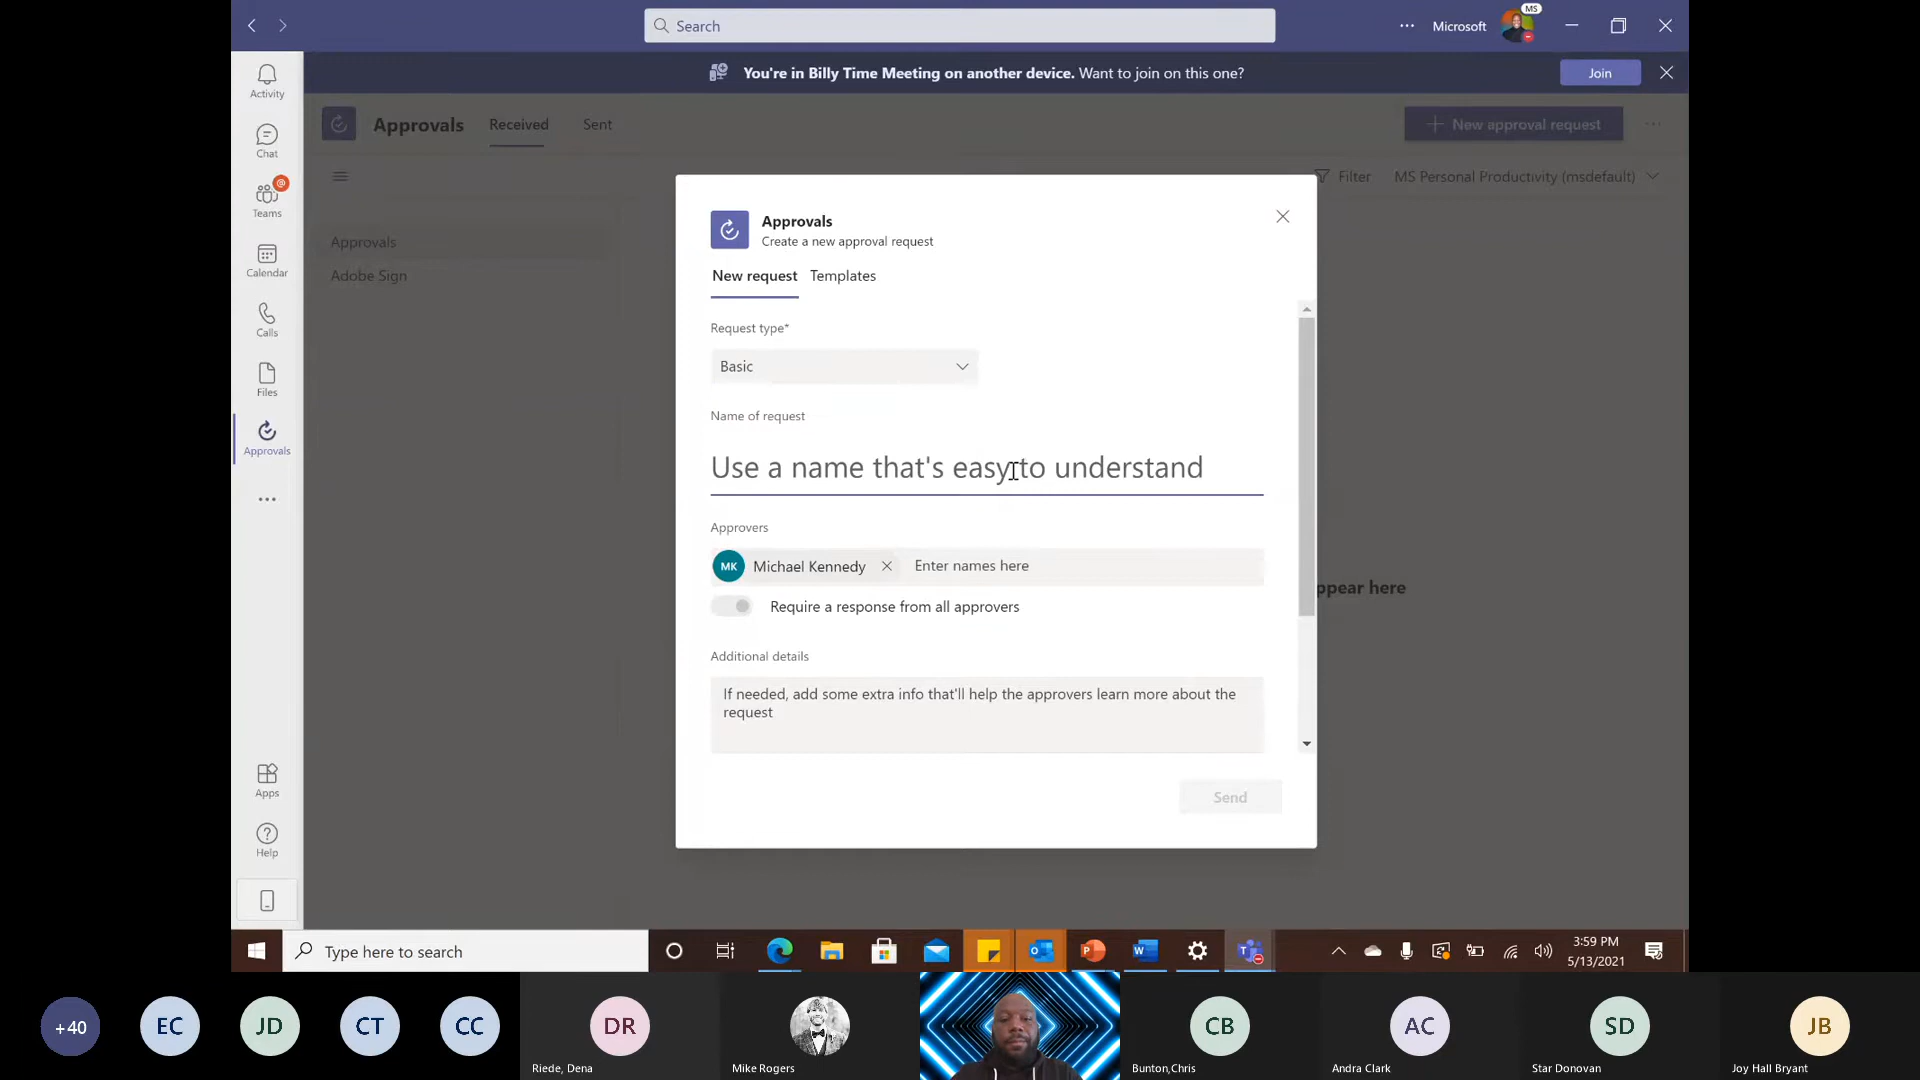 Search
Microsoft
MS
You're in Billy Time Meeting on another device. Want to join on this one?
Join
Activity
Chat
Teams
Calendar
Calls
Files
Approvals
Apps
Help
Approvals
Received
Sent
New approval request
Filter
MS Personal Productivity (msdefault)
Approvals
Adobe Sign
ppear here
Approvals
Create a new approval request
New request
Templates
Request type*
Basic
Name of request
Use a name that's easy to understand
Approvers
MK
Michael Kennedy
Enter names here
Require a response from all approvers
Additional details
If needed, add some extra info that'll help the approvers learn more about the
request
Send
Type here to search
3:59 PM
5/13/2021
+40
EC
JD
CT
CC
DR
CB
AC
SD
JB
Riede, Dena
Mike Rogers
Bunton,Chris
Andra Clark
Star Donovan
Joy Hall Bryant